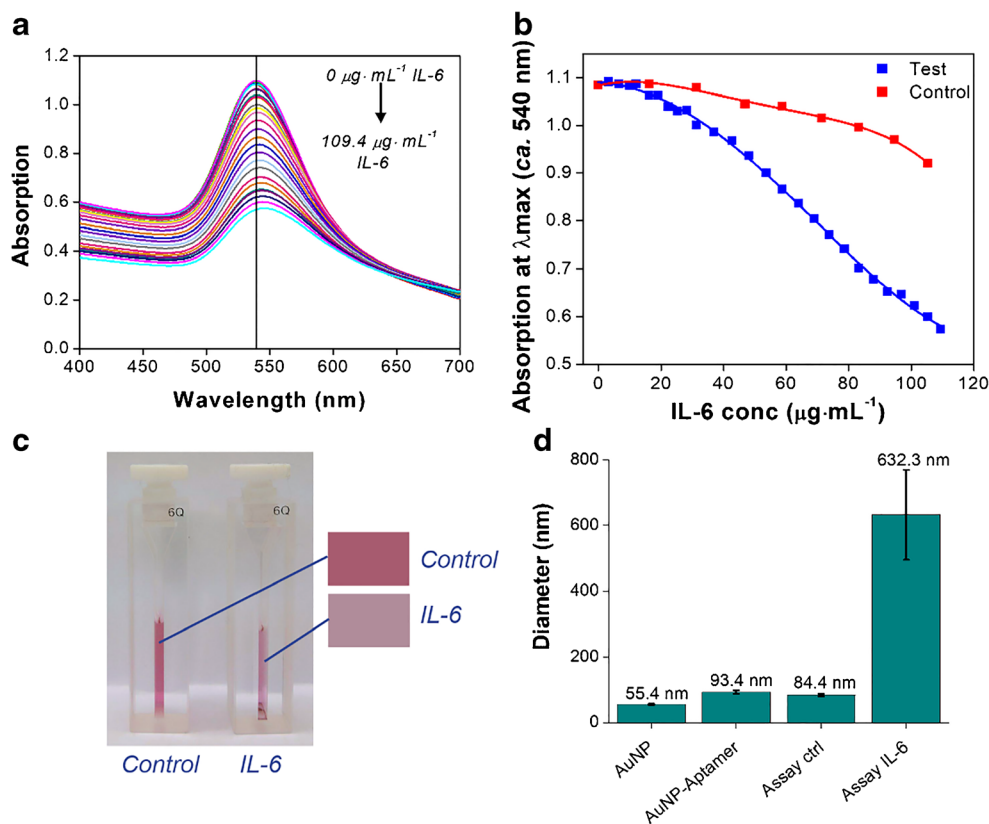 a
1.2
1.0
0.8
0.6
0.4
0.2
0.0
400
450
500
550
600
650
700
Absorption
Wavelength (nm)
0 µg· mL⁻¹ IL-6
109.4 µg· mL⁻¹
IL-6
b
1.1
1.0
0.9
0.8
0.7
0.6
0.5
0
20
40
60
80
100
120
Absorption at λmax (ca. 540 nm)
IL-6 conc (µg·mL⁻¹)
Test
Control
c
6Q
6Q
Control
IL-6
Control
IL-6
d
800
600
400
200
0
Diameter (nm)
55.4 nm
93.4 nm
84.4 nm
632.3 nm
AuNP
AuNP-Aptamer
Assay ctrl
Assay IL-6